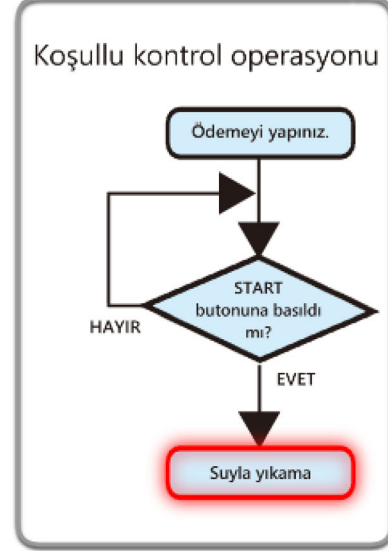 Koşullu kontrol operasyonu
Ödemeyi yapınız.
START
butonuna basıldı
mı?
HAYIR
EVET
Suyla yıkama